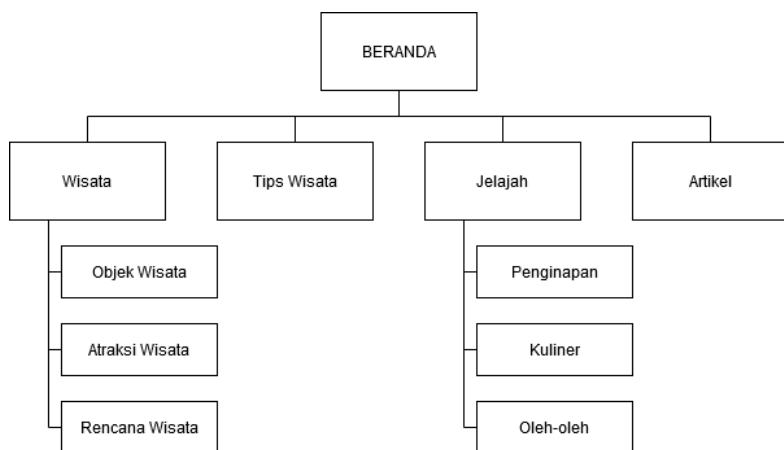 BERANDA
Wisata
Tips Wisata
Jelajah
Artikel
Objek Wisata
Atraksi Wisata
Rencana Wisata
Penginapan
Kuliner
Oleh-oleh